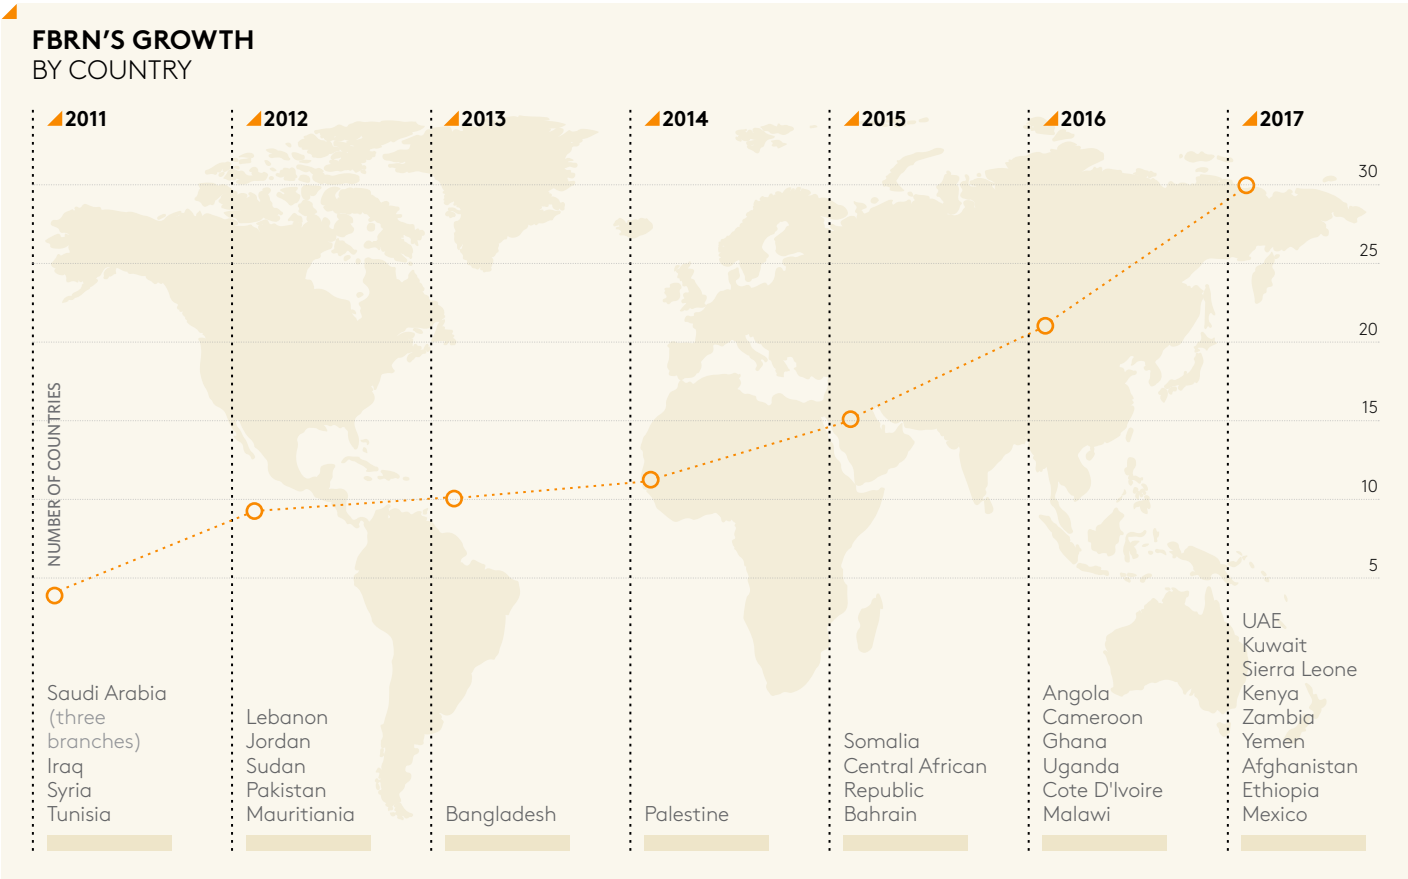 FBRN'S GROWTH
BY COUNTRY
2011
2012
2013
2014
2015
2016
2017
30
25
20
15
10
5
NUMBER OF COUNTRIES
Saudi Arabia
(three
branches)
Iraq
Syria
Tunisia
Lebanon
Jordan
Sudan
Pakistan
Mauritiania
Bangladesh
Palestine
Somalia
Central African
Republic
Bahrain
Angola
Cameroon
Ghana
Uganda
Cote D'Ivoire
Malawi
UAE
Kuwait
Sierra Leone
Kenya
Zambia
Yemen
Afghanistan
Ethiopia
Mexico